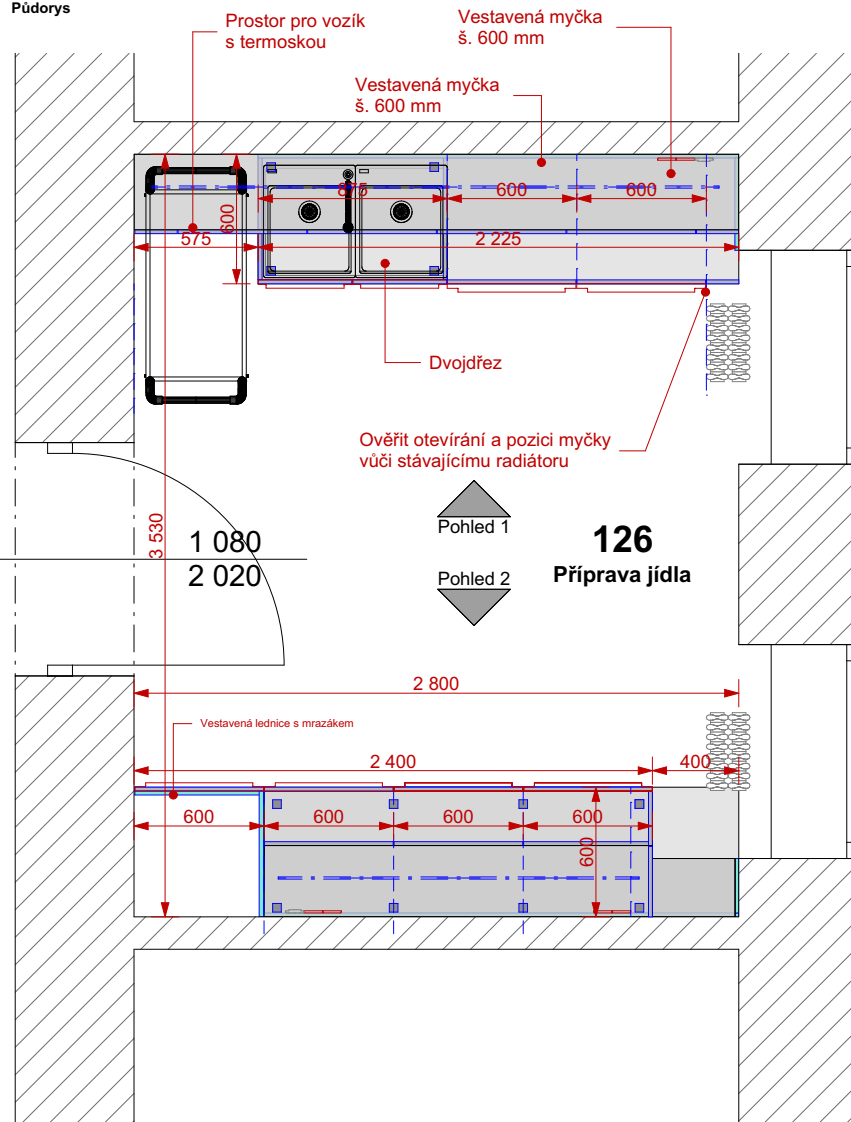 Půdorys
Prostor pro vozík
s termoskou
Vestavená myčka
š. 600 mm
Vestavená myčka
š. 600 mm
875
600
600
600
575
2 225
Dvojdřez
Ověřit otevírání a pozici myčky
vůči stávajícímu radiátoru
3 530
1 080
2 020
Pohled 1
Pohled 2
126
Příprava jídla
2 800
Vestavená lednice s mrazákem
2 400
400
600
600
600
600
600